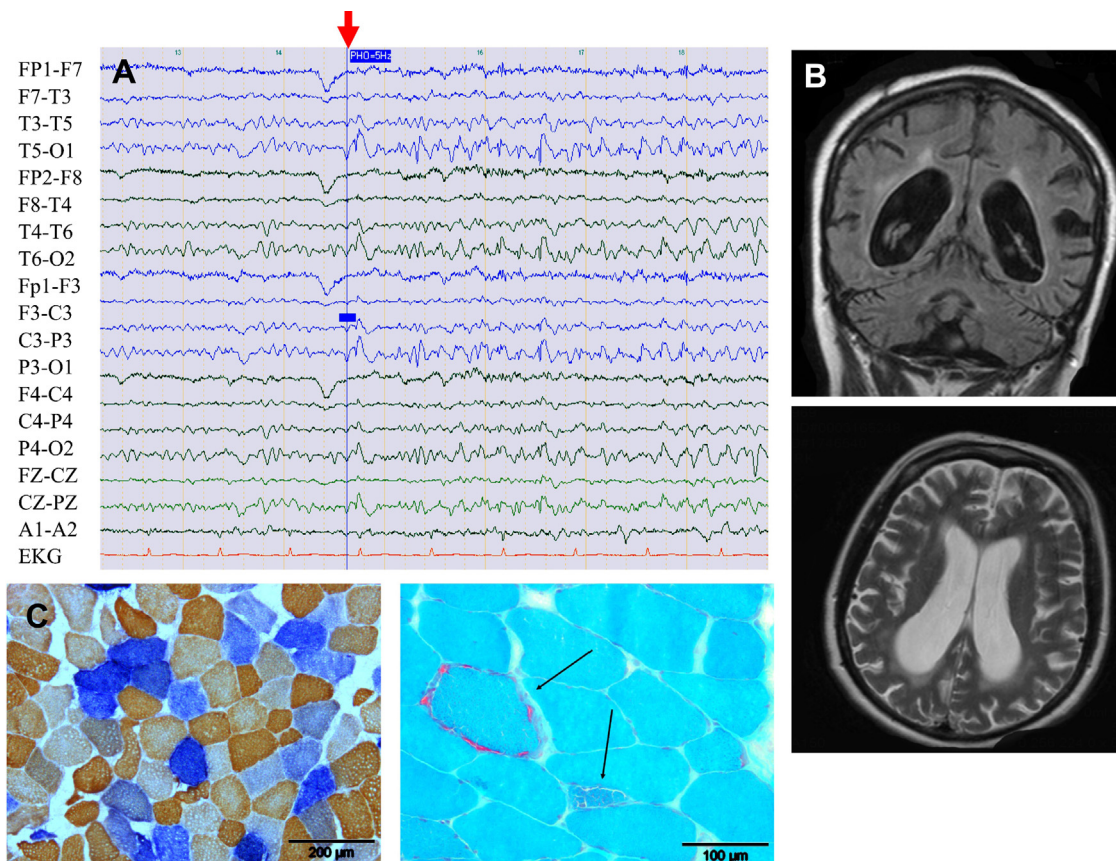 A
13
14
PHO=5Hz
16
17
18
FP1-F7
F7-T3
T3-T5
T5-O1
FP2-F8
F8-T4
T4-T6
T6-O2
Fp1-F3
F3-C3
C3-P3
P3-O1
F4-C4
C4-P4
P4-O2
FZ-CZ
CZ-PZ
A1-A2
EKG
B
C
200 µm
100 µm